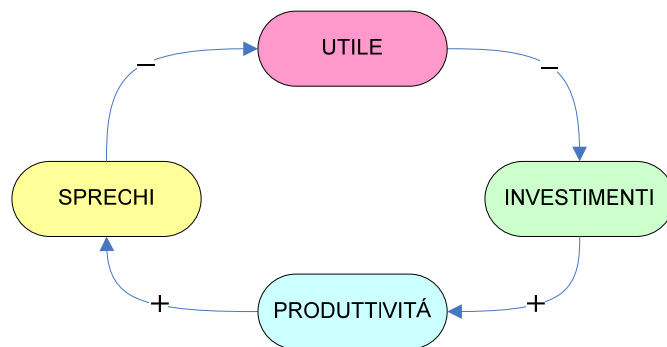 UTILE
–
–
SPRECHI
INVESTIMENTI
+
+
PRODUTTIVITÁ